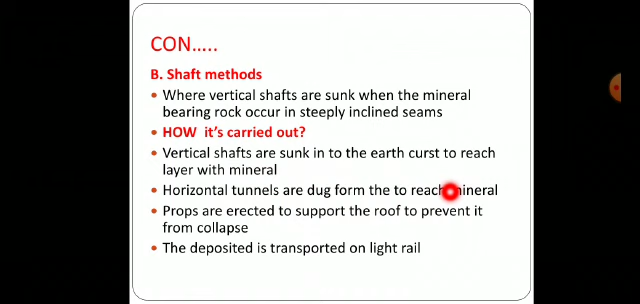 CON.....
B. Shaft methods
• Where vertical shafts are sunk when the mineral
bearing rock occur in steeply inclined seams
• HOW it's carried out?
• Vertical shafts are sunk in to the earth curst to reach
layer with mineral
• Horizontal tunnels are dug form the to reach mineral
• Props are erected to support the roof to prevent it
from collapse
• The deposited is transported on light rail